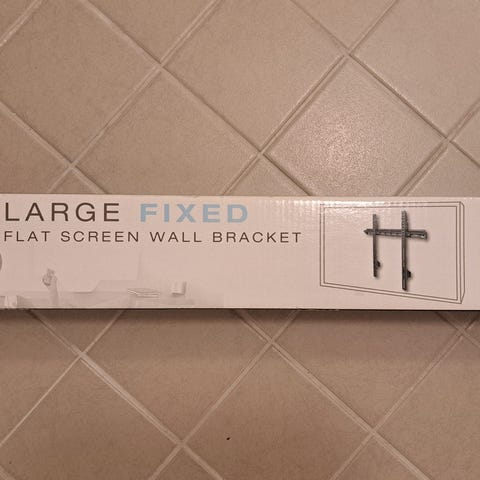 LARGE FIXED
FLAT SCREEN WALL BRACKET